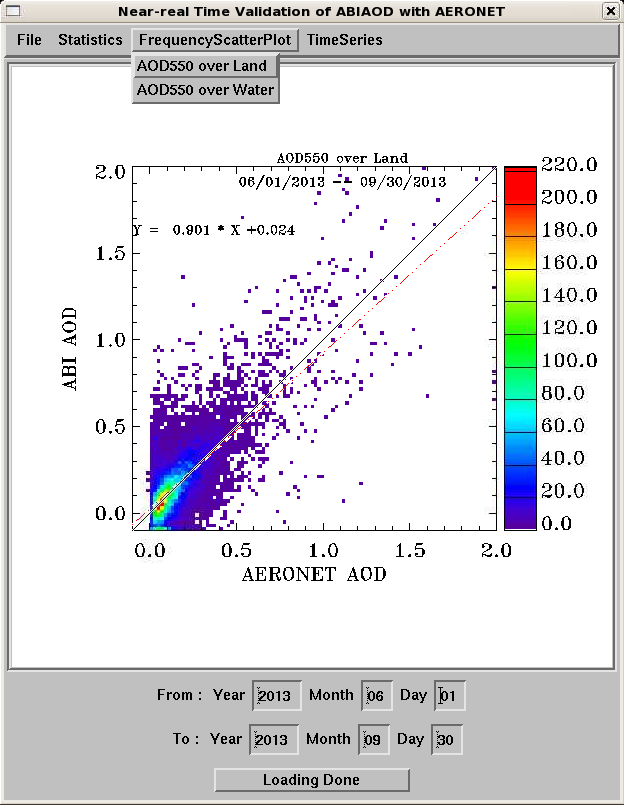 Near-real Time Validation of ABIAOD with AERONET
File Statistics FrequencyScatterPlot TimeSeries
AOD550 over Land
AOD550 over Water
AOD550 over Land
06/01/2013 -- 09/30/2013
Y = 0.901 * X +0.024
2.0
1.5
1.0
0.5
0.0
ABI AOD
0.0 0.5 1.0 1.5 2.0
AERONET AOD
220.0
200.0
180.0
160.0
140.0
120.0
100.0
80.0
60.0
40.0
20.0
0.0
From : Year 2013 Month 06 Day 01
To : Year 2013 Month 09 Day 30
Loading Done